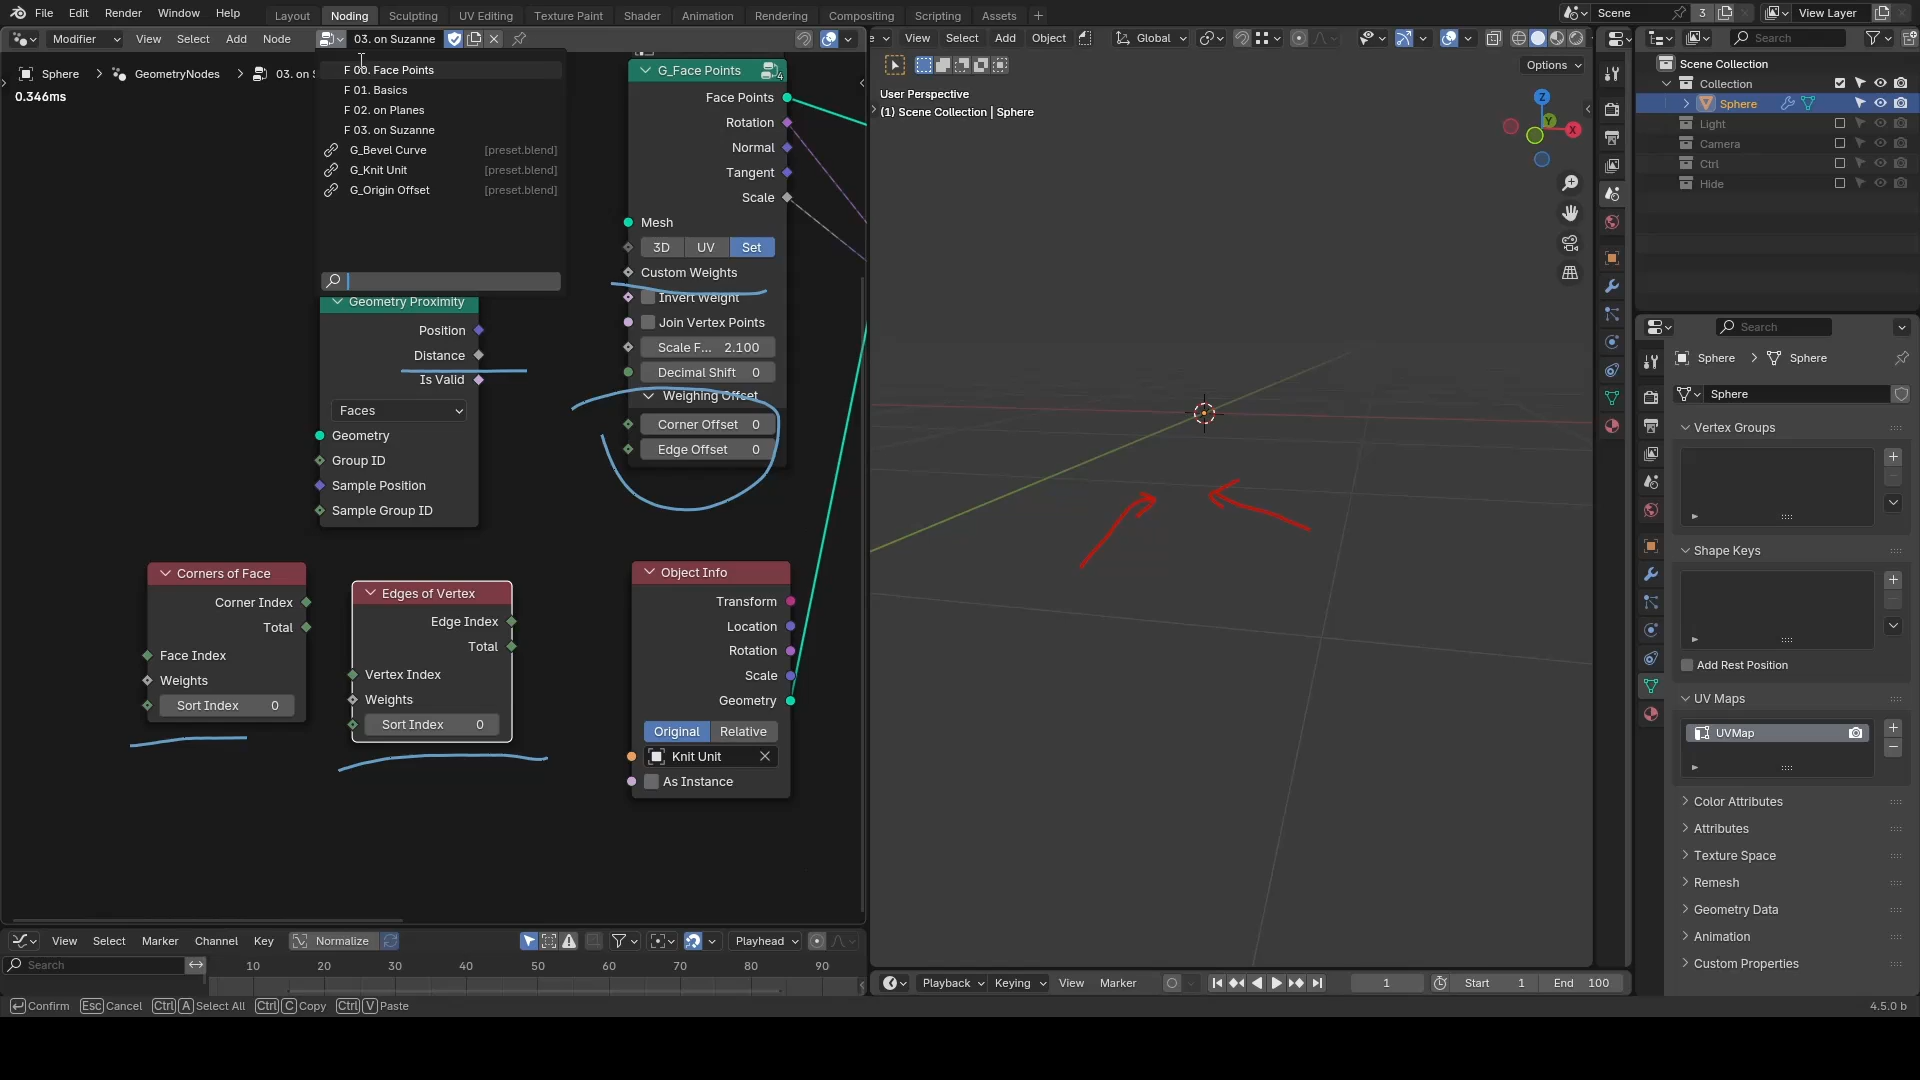 File Edit Render Window Help Layout Noding Sculpting UV Editing Texture Paint Shader Animation Rendering Compositing Scripting Assets + Scene 3 View Layer
Modifier View Select Add Node 03. on Suzanne
View Select Add Object Global
Search
Sphere > GeometryNodes > 03. on S
0.346ms
F 00. Face Points
F 01. Basics
F 02. on Planes
F 03. on Suzanne
G_Bevel Curve [preset.blend]
G_Knit Unit [preset.blend]
G_Origin Offset [preset.blend]
Geometry Proximity
Position
Distance
Is Valid
Faces
Geometry
Group ID
Sample Position
Sample Group ID
Corners of Face
Corner Index
Total
Face Index
Weights
Sort Index 0
Edges of Vertex
Edge Index
Total
Vertex Index
Weights
Sort Index 0
G_Face Points 4
Face Points
Rotation
Normal
Tangent
Scale
Mesh
3D UV Set
Custom Weights
Invert Weight
Join Vertex Points
Scale F... 2.100
Decimal Shift 0
Weighing Offset
Corner Offset 0
Edge Offset 0
Object Info
Transform
Location
Rotation
Scale
Geometry
Original Relative
Knit Unit
As Instance
Options
User Perspective
(1) Scene Collection | Sphere
Z
Y
X
Scene Collection
Collection
Sphere
Light
Camera
Ctrl
Hide
Search
Sphere > Sphere
Sphere
Vertex Groups
Shape Keys
Add Rest Position
UV Maps
UVMap
Color Attributes
Attributes
Texture Space
Remesh
Geometry Data
Animation
Custom Properties
View Select Marker Channel Key Normalize Playhead
Search 10 20 30 40 50 60 70 80 90
Playback Keying View Marker 1 Start 1 End 100
Confirm Esc Cancel Ctrl A Select All Ctrl C Copy Ctrl V Paste
4.5.0 b